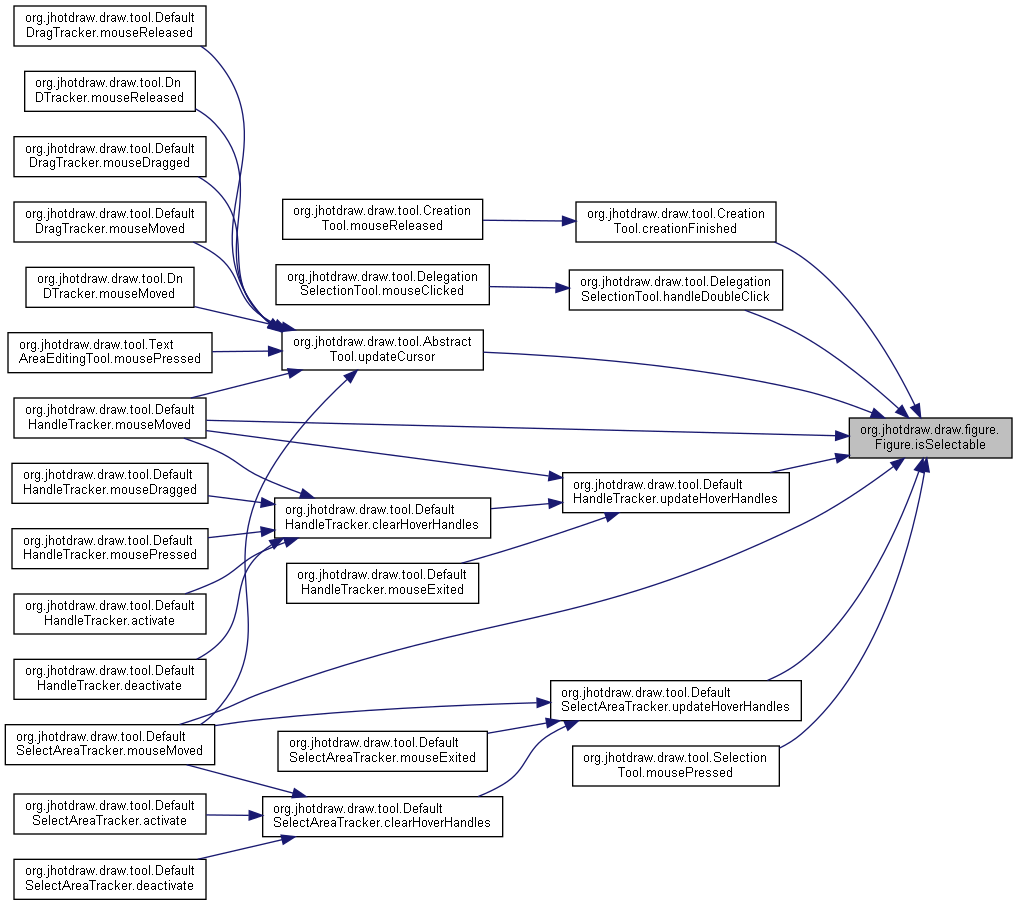 org.jhotdraw.draw.tool.Default
DragTracker.mouseReleased
org.jhotdraw.draw.tool.Dn
DTracker.mouseReleased
org.jhotdraw.draw.tool.Default
DragTracker.mouseDragged
org.jhotdraw.draw.tool.Default
DragTracker.mouseMoved
org.jhotdraw.draw.tool.Dn
DTracker.mouseMoved
org.jhotdraw.draw.tool.Text
AreaEditingTool.mousePressed
org.jhotdraw.draw.tool.Default
HandleTracker.mouseMoved
org.jhotdraw.draw.tool.Default
HandleTracker.mouseDragged
org.jhotdraw.draw.tool.Default
HandleTracker.mousePressed
org.jhotdraw.draw.tool.Default
HandleTracker.activate
org.jhotdraw.draw.tool.Default
HandleTracker.deactivate
org.jhotdraw.draw.tool.Default
SelectAreaTracker.mouseMoved
org.jhotdraw.draw.tool.Default
SelectAreaTracker.activate
org.jhotdraw.draw.tool.Default
SelectAreaTracker.deactivate
org.jhotdraw.draw.tool.Creation
Tool.mouseReleased
org.jhotdraw.draw.tool.Delegation
SelectionTool.mouseClicked
org.jhotdraw.draw.tool.Abstract
Tool.updateCursor
org.jhotdraw.draw.tool.Default
HandleTracker.clearHoverHandles
org.jhotdraw.draw.tool.Default
HandleTracker.mouseExited
org.jhotdraw.draw.tool.Default
SelectAreaTracker.mouseExited
org.jhotdraw.draw.tool.Default
SelectAreaTracker.clearHoverHandles
org.jhotdraw.draw.tool.Creation
Tool.creationFinished
org.jhotdraw.draw.tool.Delegation
SelectionTool.handleDoubleClick
org.jhotdraw.draw.tool.Default
HandleTracker.updateHoverHandles
org.jhotdraw.draw.tool.Default
SelectAreaTracker.updateHoverHandles
org.jhotdraw.draw.tool.Selection
Tool.mousePressed
org.jhotdraw.draw.figure.
Figure.isSelectable